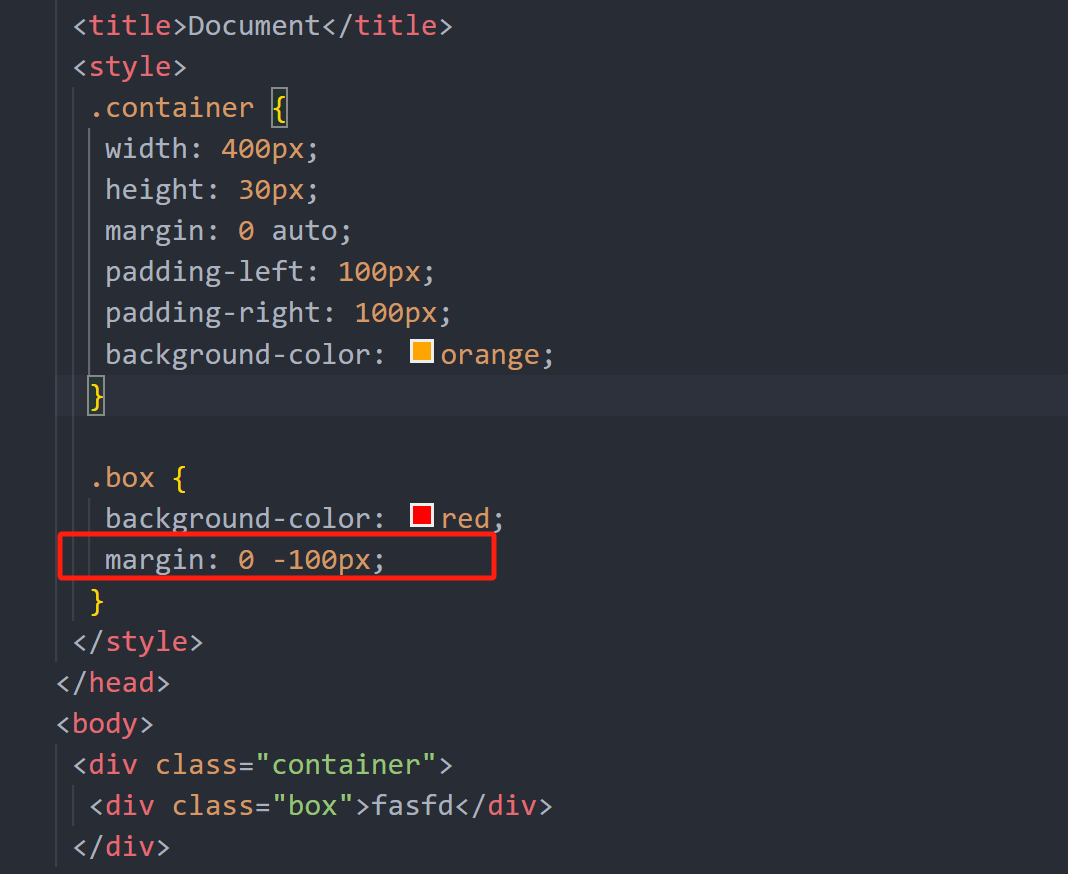 <title>Document</title>
<style>
.container {
width: 400px;
height: 30px;
margin: 0 auto;
padding-left: 100px;
padding-right: 100px;
background-color: orange;
}
.box {
background-color: red;
margin: 0 -100px;
}
</style>
</head>
<body>
<div class="container">
<div class="box">fasfd</div>
</div>